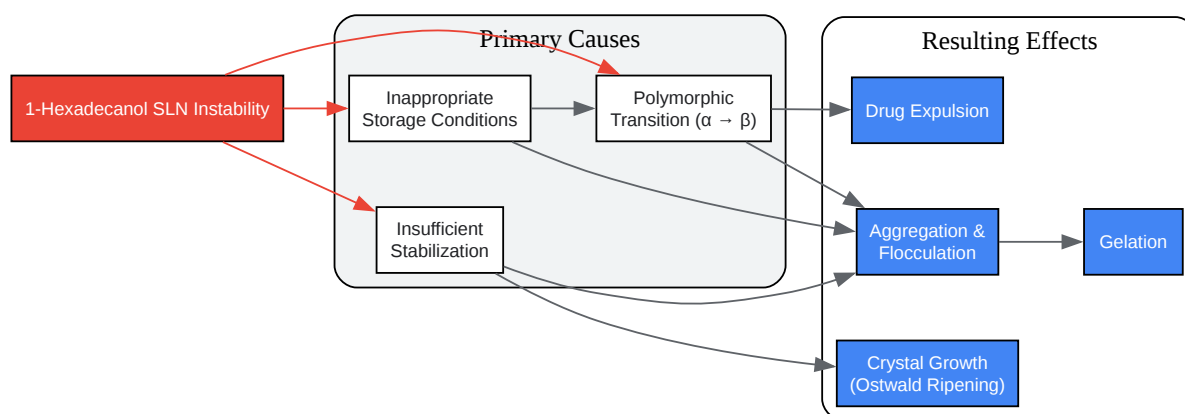 Primary Causes
Resulting Effects
1-Hexadecanol SLN Instability
Inappropriate
Storage Conditions
Polymorphic
Transition (α → β)
Drug Expulsion
Insufficient
Stabilization
Aggregation &
Flocculation
Gelation
Crystal Growth
(Ostwald Ripening)